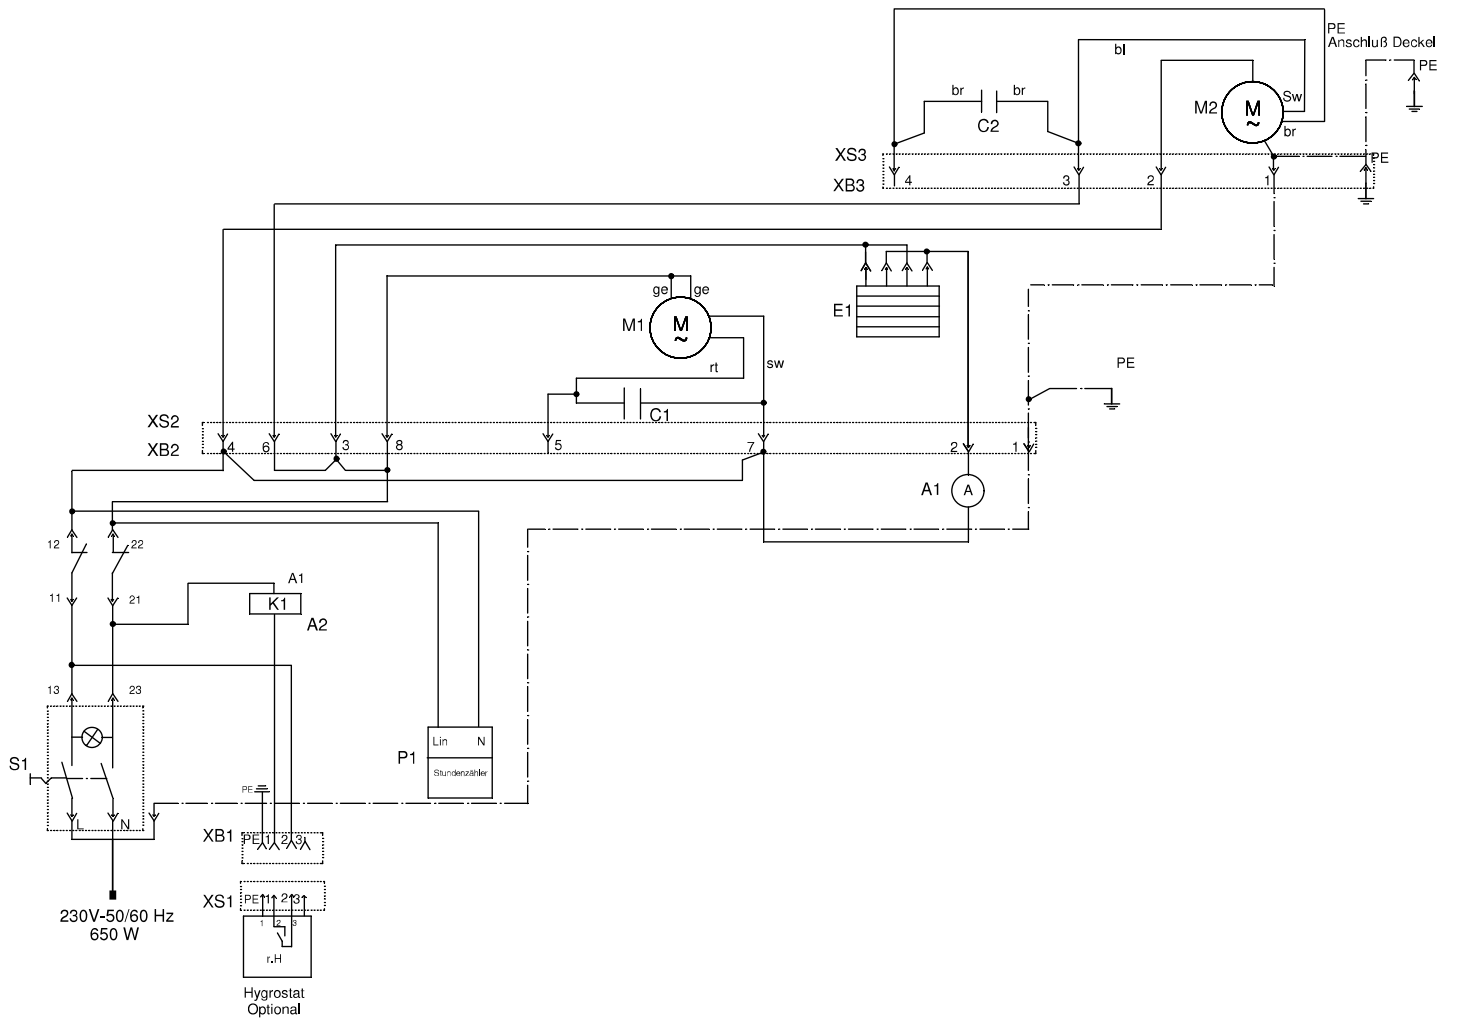 PE
Anschluß Deckel
bl
PE
br
br
Sw
M2
M
~
C2
br
XS3
PE
XB3
4
3
2
1
ge
ge
E1
M1
M
~
rt
sw
PE
C1
XS2
XB2
4
6
3
8
5
7
2
1
A1
A
12
22
11
21
A1
K1
A2
13
23
S1
Lin
N
P1
Stundenzähler
PE
L
N
XB1
PE
1
2
3
XS1
PE
1
2
3
1
2
3
r.H
230V-50/60 Hz
650 W
Hygrostat
Optional